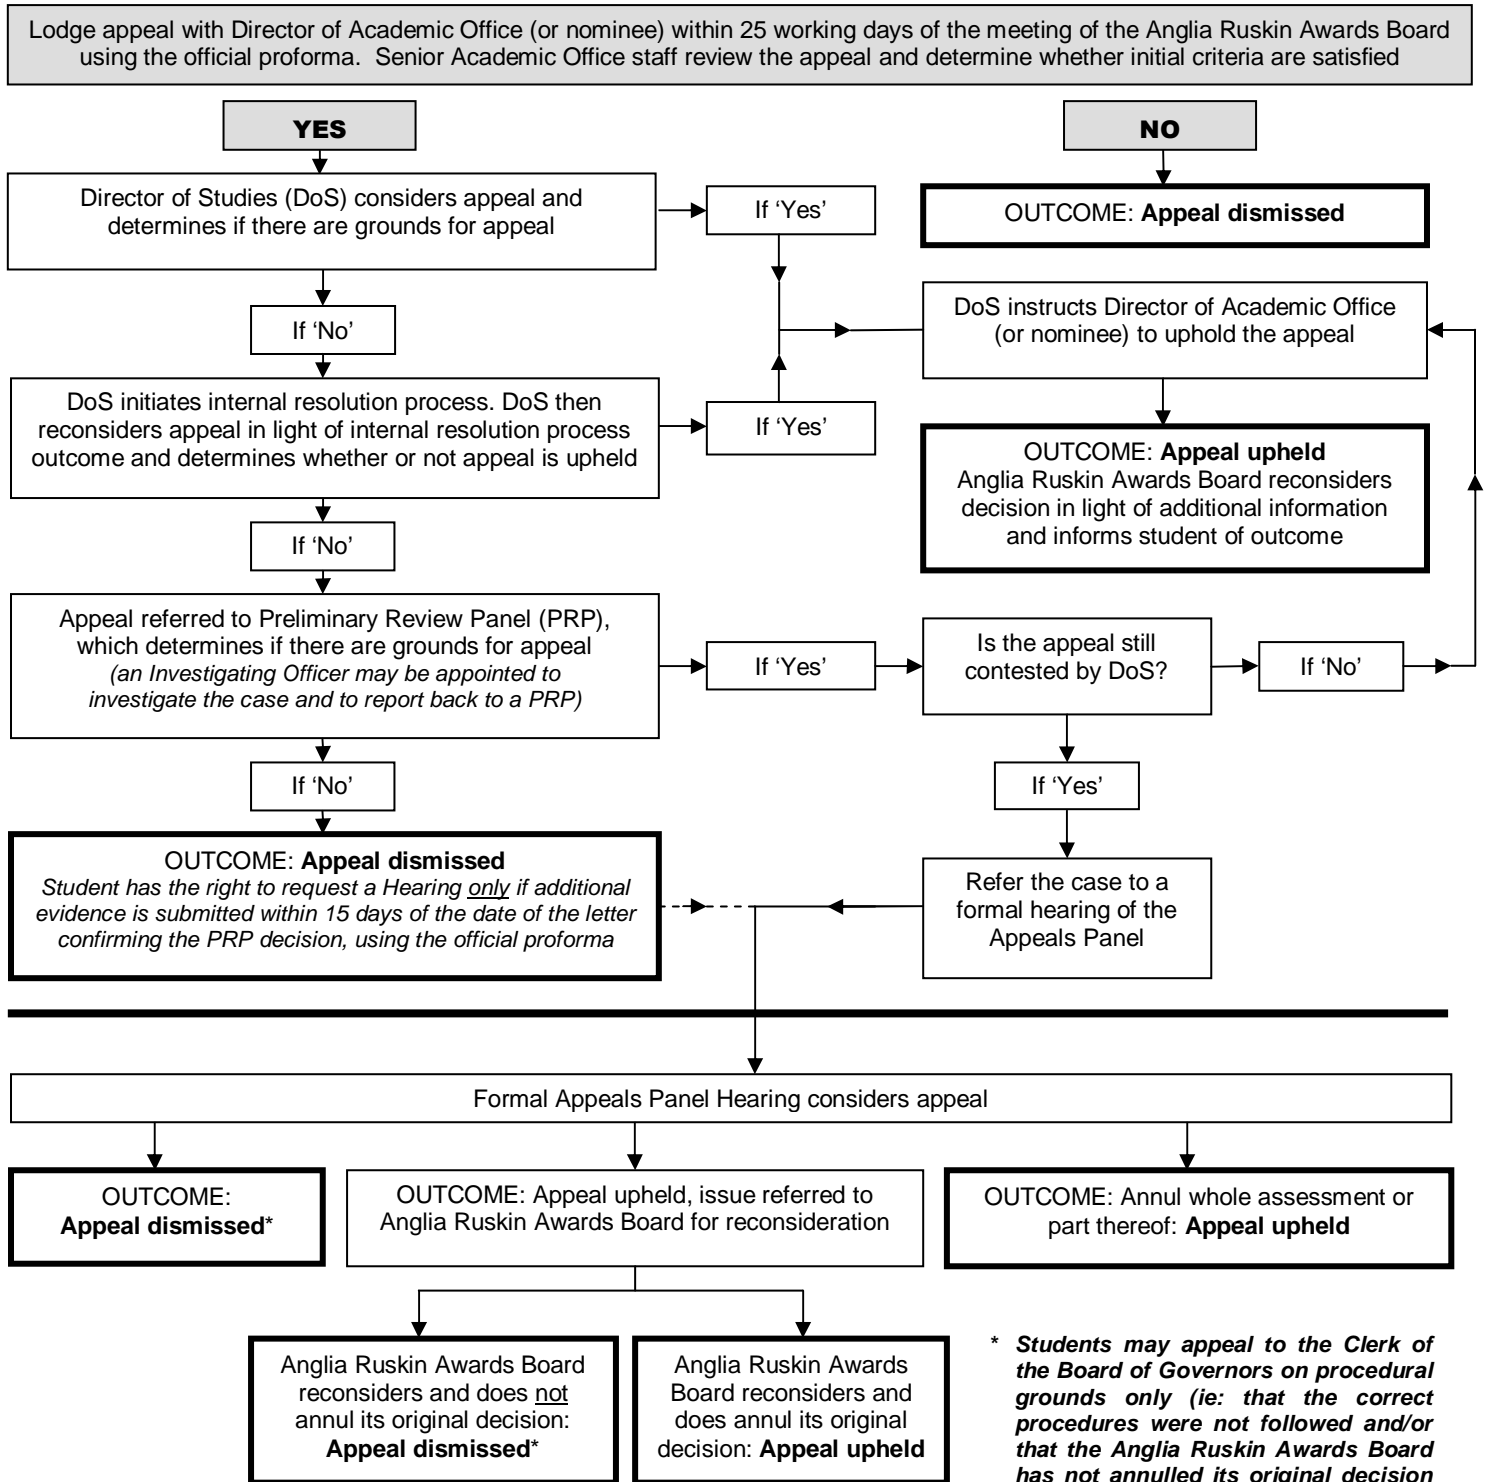 Lodge appeal with Director of Academic Office (or nominee) within 25 working days of the meeting of the Anglia Ruskin Awards Board
using the official proforma.  Senior Academic Office staff review the appeal and determine whether initial criteria are satisfied
YES
NO
Director of Studies (DoS) considers appeal and
determines if there are grounds for appeal
If ‘Yes’
OUTCOME: Appeal dismissed
If ‘No’
DoS instructs Director of Academic Office
(or nominee) to uphold the appeal
DoS initiates internal resolution process. DoS then
reconsiders appeal in light of internal resolution process
outcome and determines whether or not appeal is upheld
If ‘Yes’
OUTCOME: Appeal upheld
Anglia Ruskin Awards Board reconsiders
decision in light of additional information
and informs student of outcome
If ‘No’
Appeal referred to Preliminary Review Panel (PRP),
which determines if there are grounds for appeal
(an Investigating Officer may be appointed to
investigate the case and to report back to a PRP)
If ‘Yes’
Is the appeal still
contested by DoS?
If ‘No’
If ‘No’
If ‘Yes’
OUTCOME: Appeal dismissed
Student has the right to request a Hearing only if additional
evidence is submitted within 15 days of the date of the letter
confirming the PRP decision, using the official proforma
Refer the case to a
formal hearing of the
Appeals Panel
Formal Appeals Panel Hearing considers appeal
OUTCOME:
Appeal dismissed*
OUTCOME: Appeal upheld, issue referred to
Anglia Ruskin Awards Board for reconsideration
OUTCOME: Annul whole assessment or
part thereof: Appeal upheld
Anglia Ruskin Awards Board
reconsiders and does not
annul its original decision:
Appeal dismissed*
Anglia Ruskin Awards
Board reconsiders and
does annul its original
decision: Appeal upheld
* Students may appeal to the Clerk of
the Board of Governors on procedural
grounds only (ie: that the correct
procedures were not followed and/or
that the Anglia Ruskin Awards Board
has not annulled its original decision